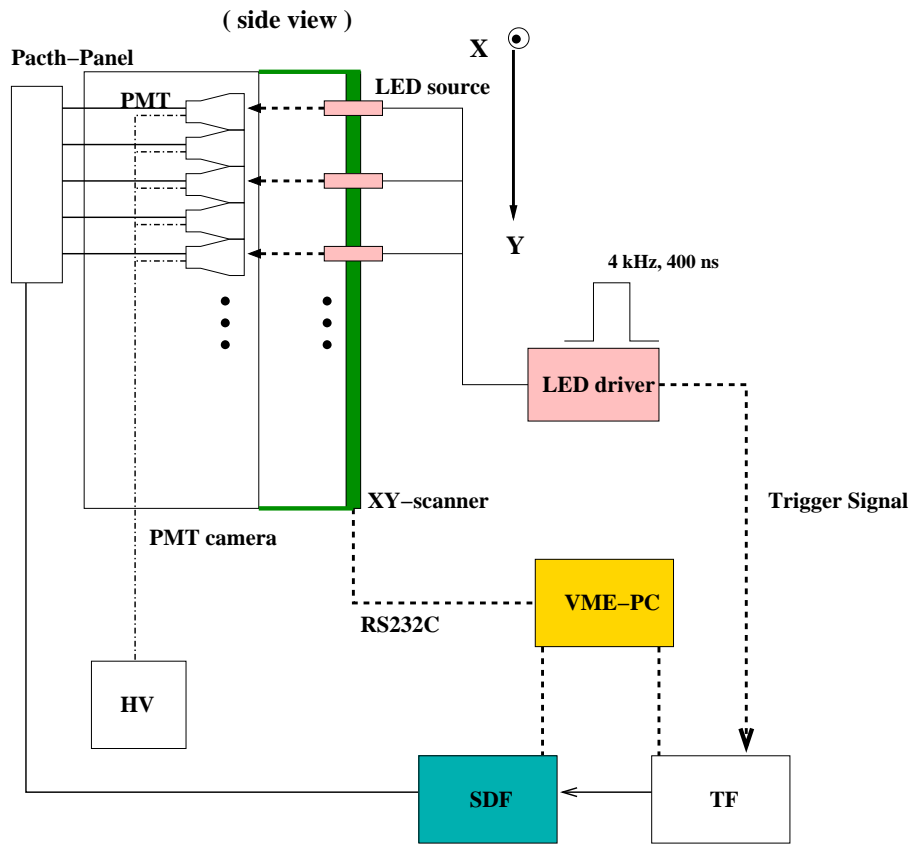 ( side view )
X
Pacth−Panel
LED source
PMT
Y
4 kHz, 400 ns
LED driver
XY−scanner
Trigger Signal
PMT camera
VME−PC
RS232C
HV
SDF
TF